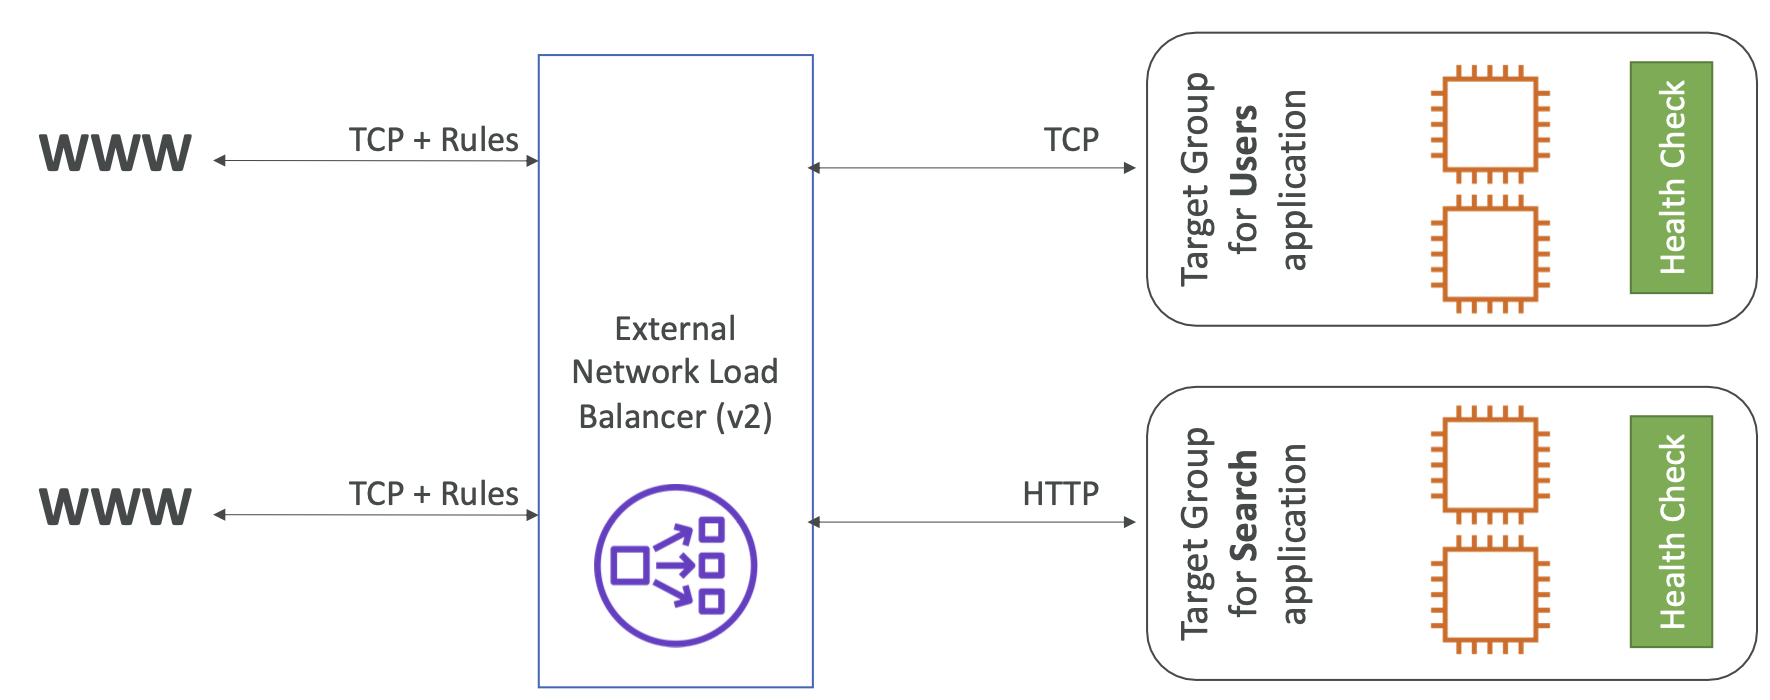 WWW
TCP + Rules
TCP
Target Group
for Users
application
Health Check
External
Network Load
Balancer (v2)
WWW
TCP + Rules
HTTP
Target Group
for Search
application
Health Check